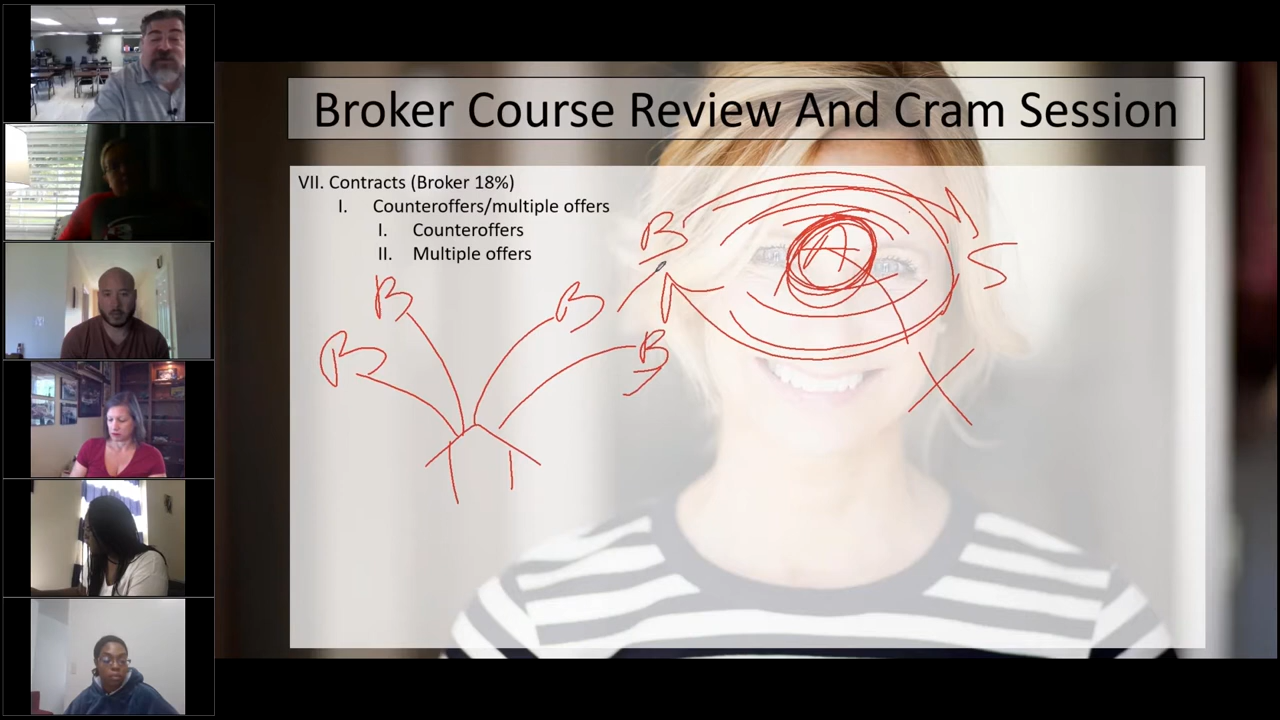 Broker Course Review And Cram Session
VII. Contracts (Broker 18%)
I. Counteroffers/multiple offers
I. Counteroffers
II. Multiple offers
B
S
A
B
B
B
B
X